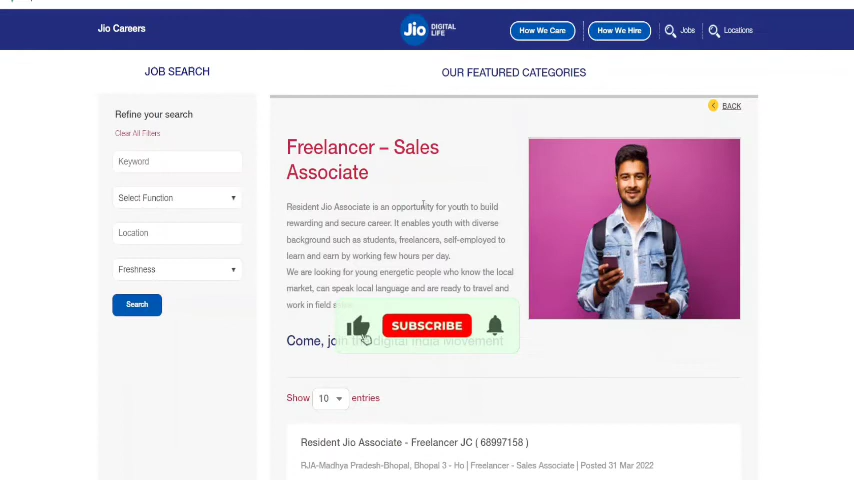 Jio Careers
Jio DIGITAL LIFE
How We Care
How We Hire
Jobs
Locations
JOB SEARCH
OUR FEATURED CATEGORIES
Refine your search
Clear All Filters
Keyword
Select Function
Location
Freshness
Search
BACK
Freelancer – Sales
Associate
Resident Jio Associate is an opportunity for youth to build
rewarding and secure career. It enables youth with diverse
background such as students, freelancers, self-employed to
learn and earn by working few hours per day.
We are looking for young energetic people who know the local
market, can speak local language and are ready to travel and
work in field sales.
SUBSCRIBE
Come, join the digital India Movement
Show 10 entries
Resident Jio Associate - Freelancer JC ( 68997158 )
RJA-Madhya Pradesh-Bhopal, Bhopal 3 - Ho | Freelancer - Sales Associate | Posted 31 Mar 2022